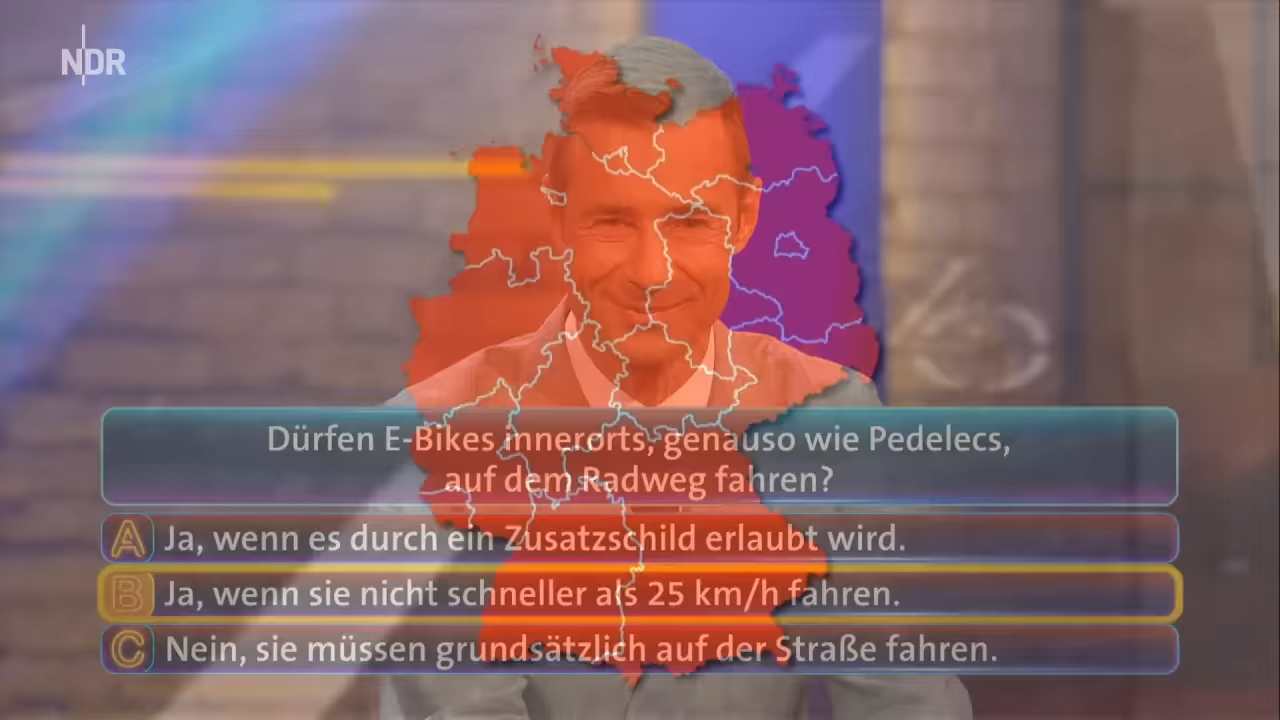 NDR
Dürfen E-Bikes innerorts, genauso wie Pedelecs,
auf dem Radweg fahren?
A Ja, wenn es durch ein Zusatzschild erlaubt wird.
B Ja, wenn sie nicht schneller als 25 km/h fahren.
C Nein, sie müssen grundsätzlich auf der Straße fahren.